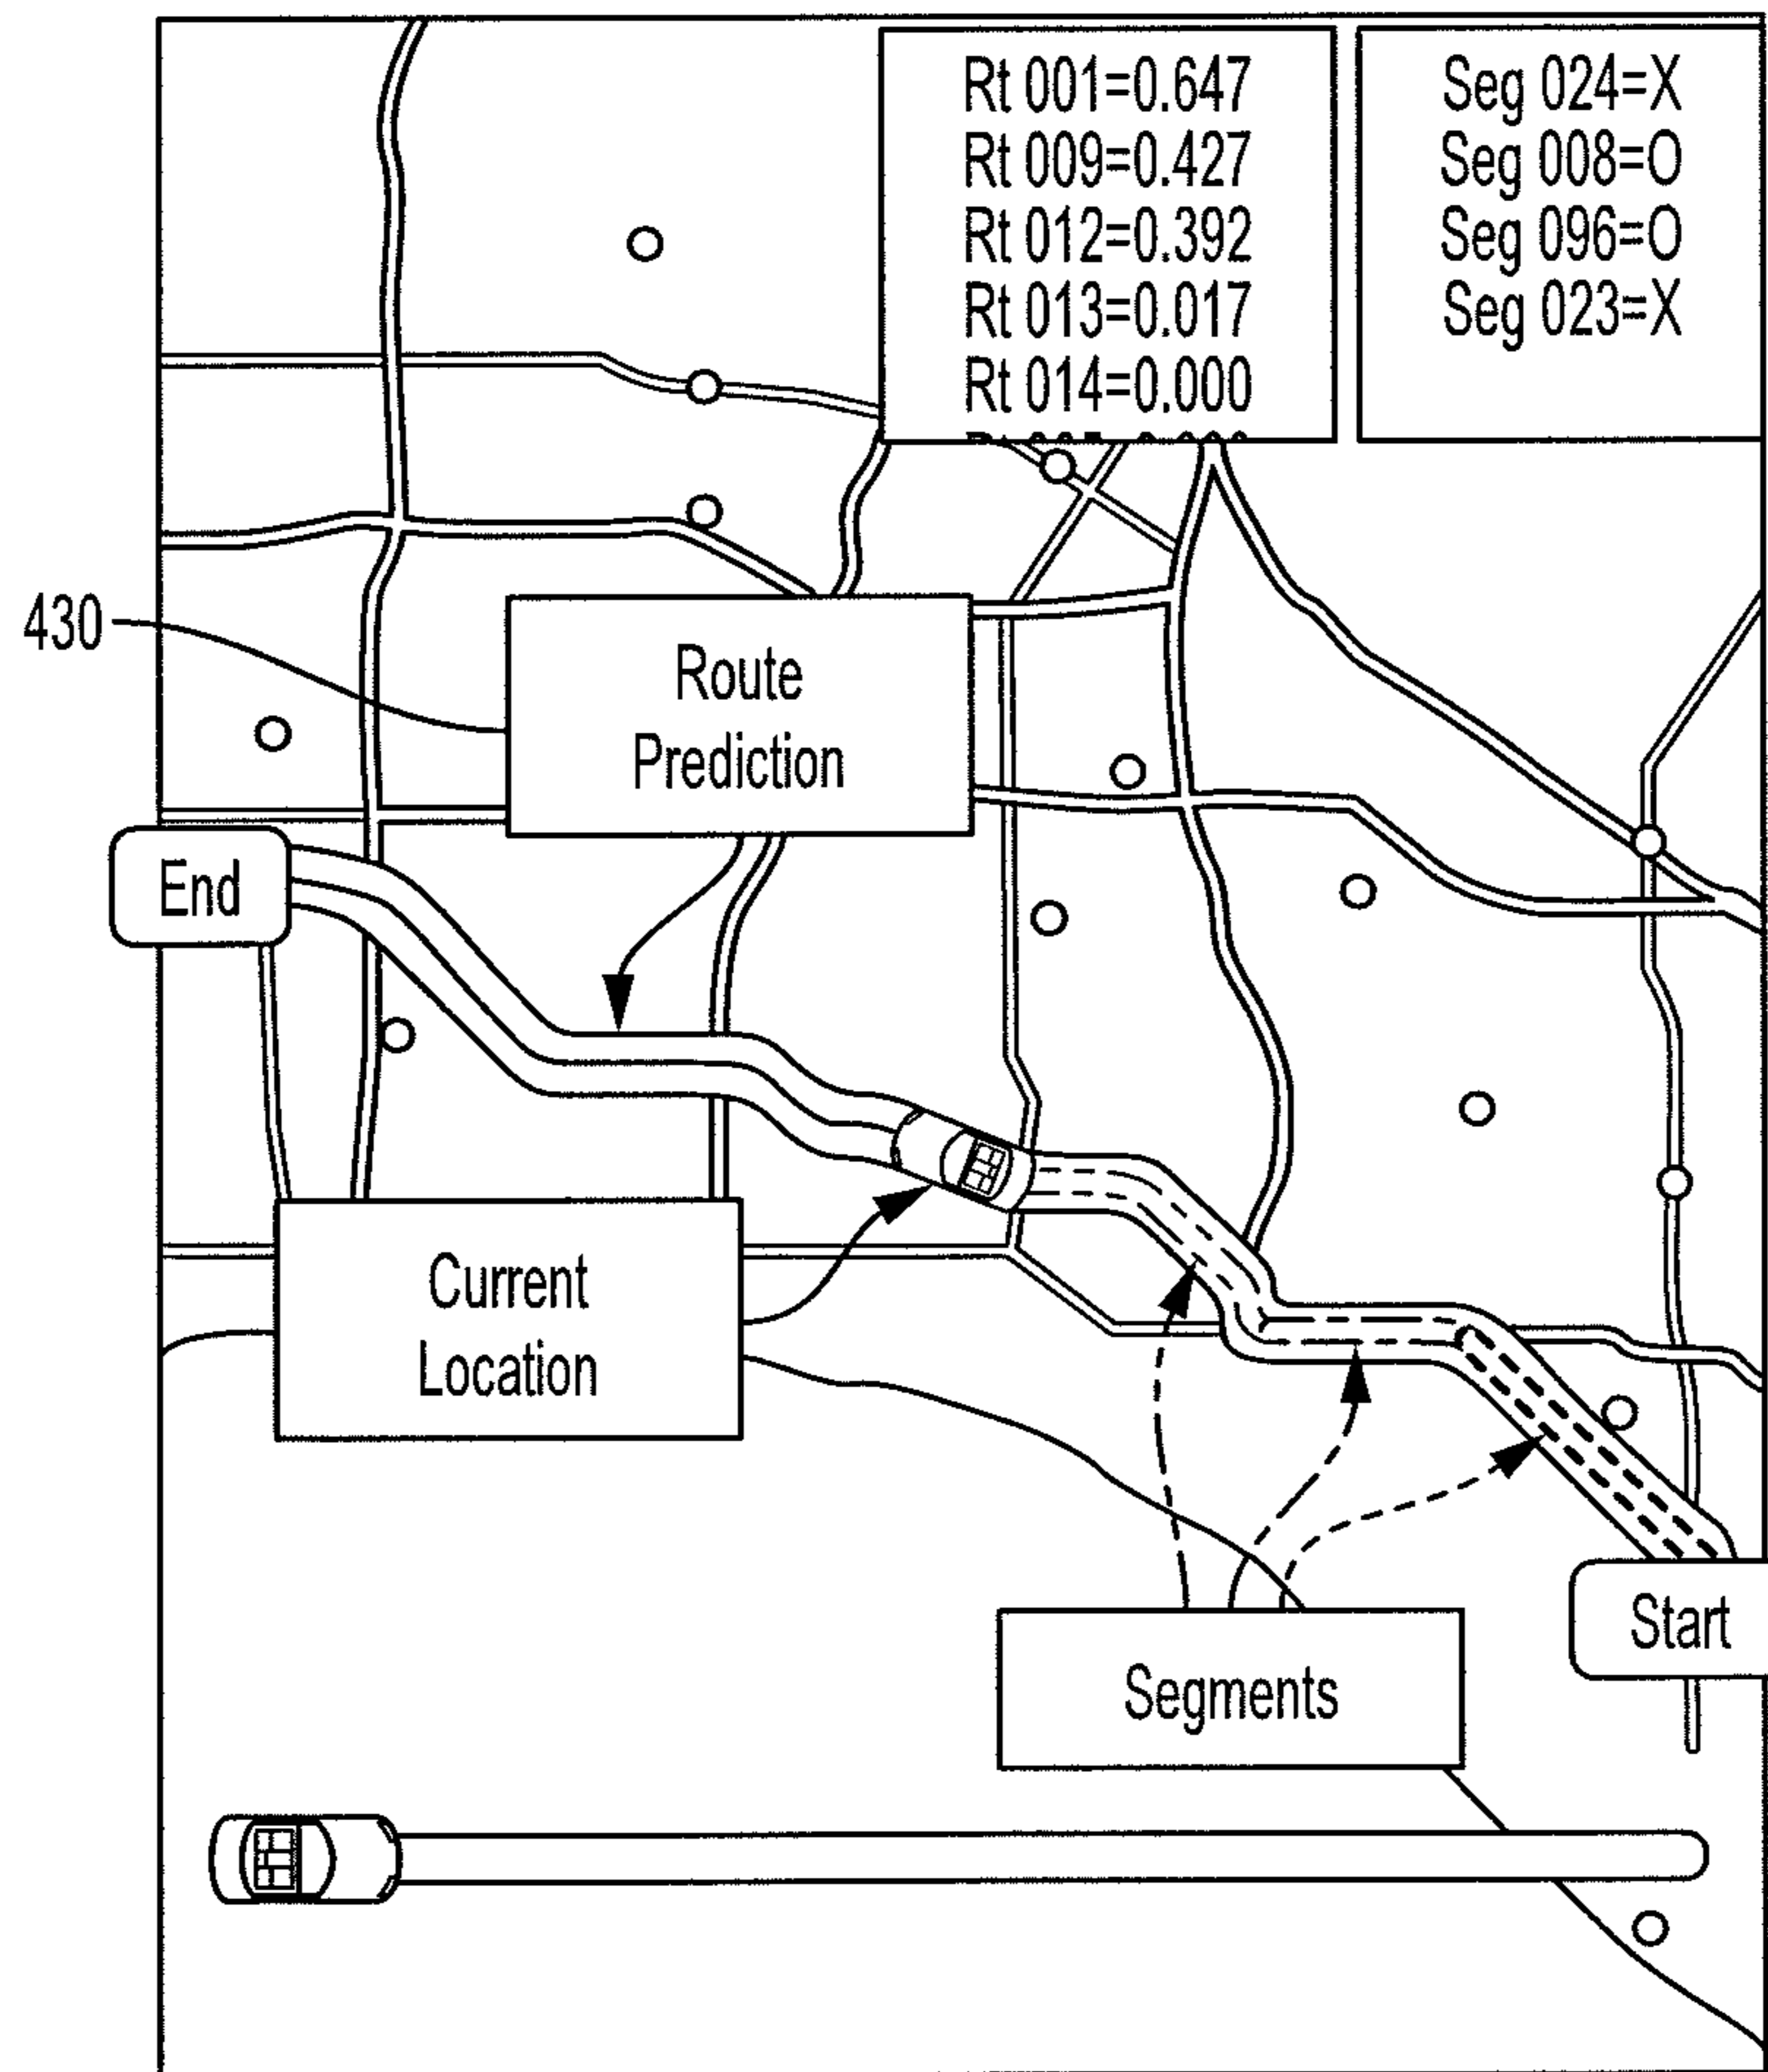 Rt 001=0.647
Rt 009=0.427
Rt 012=0.392
Rt 013=0.017
Rt 014=0.000
Seg 024=X
Seg 008=O
Seg 096=O
Seg 023=X
430
Route
Prediction
End
Current
Location
Segments
Start